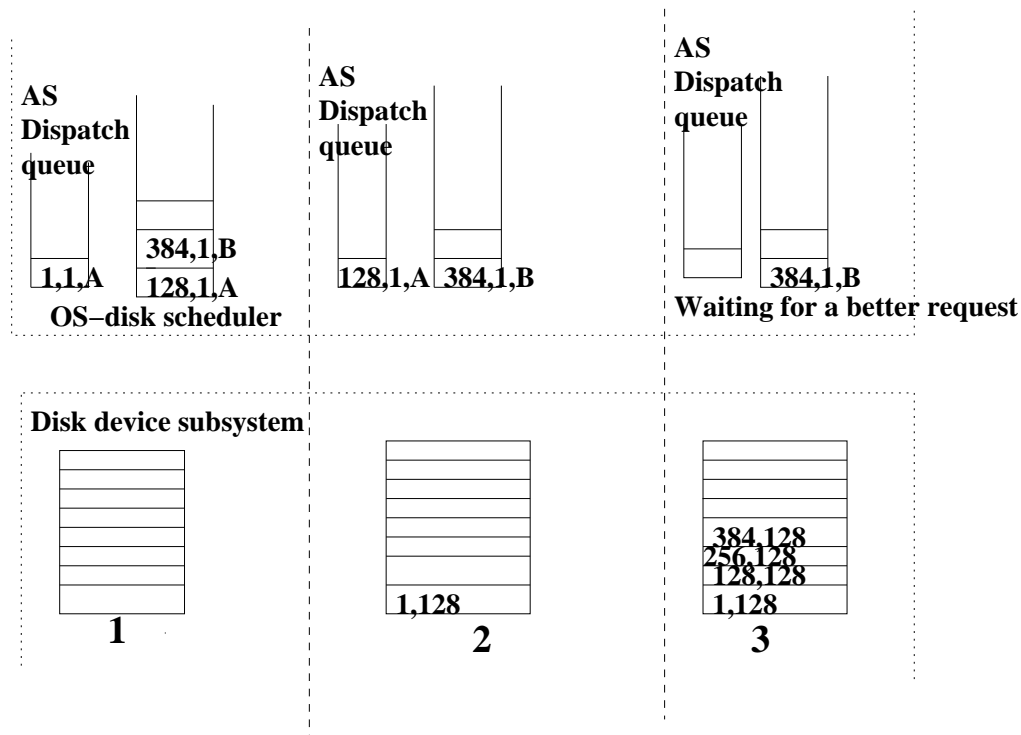 AS
Dispatch
queue
1,1,A
384,1,B
128,1,A
OS–disk scheduler
AS
Dispatch
queue
128,1,A
384,1,B
AS
Dispatch
queue
384,1,B
Waiting for a better request
Disk device subsystem
1
1,128
2
384,128
256,128
128,128
1,128
3